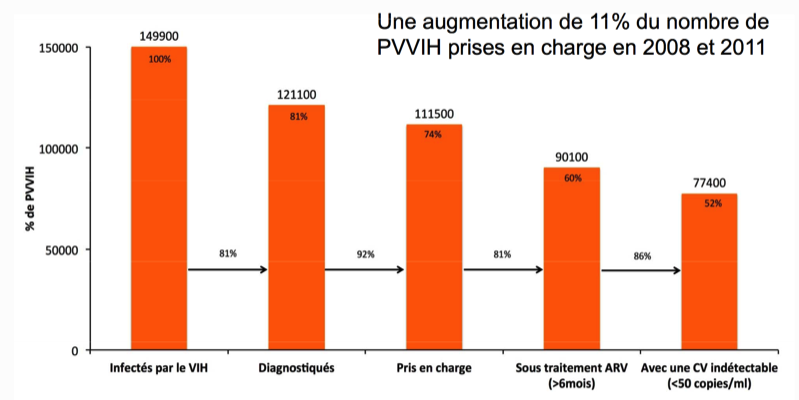 Une augmentation de 11% du nombre de
PVVIH prises en charge en 2008 et 2011
149900
150000
100%
121100
81%
111500
74%
100000
90100
60%
77400
52%
% de PVVIH
50000
81%
92%
81%
86%
0
Infectés par le VIH
Diagnostiqués
Pris en charge
Sous traitement ARV
(>6mois)
Avec une CV indétectable
(<50 copies/ml)